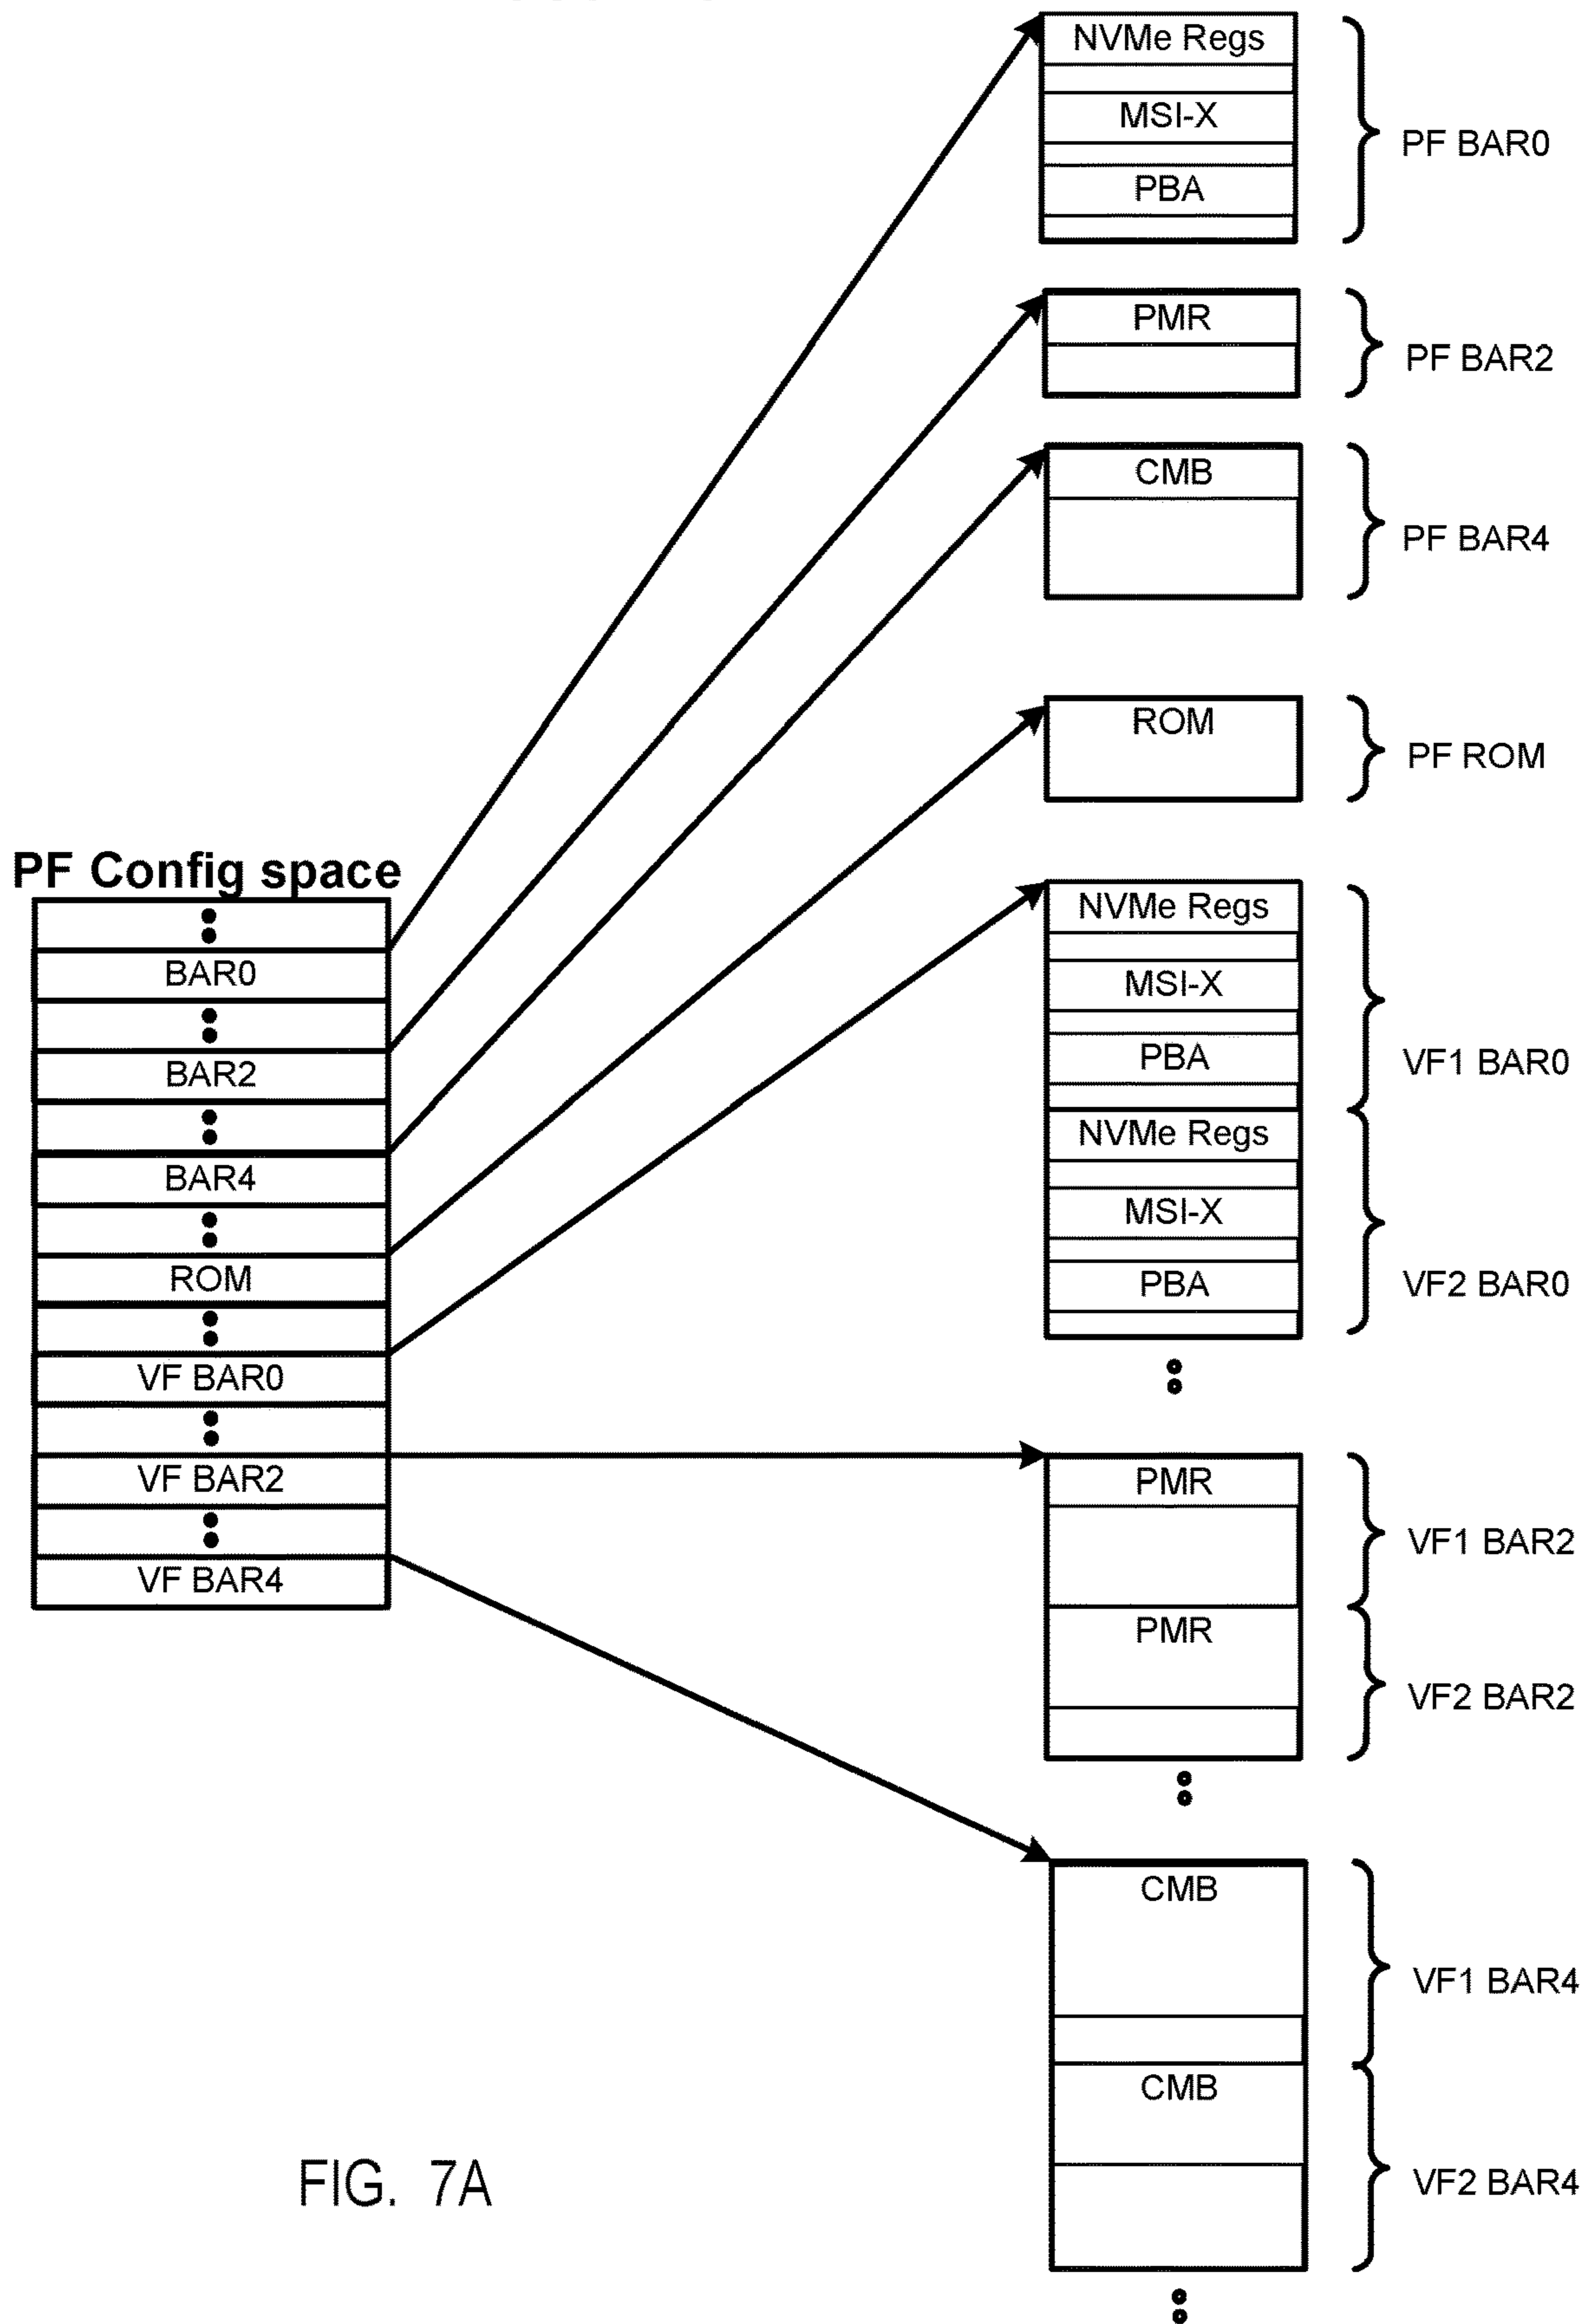 PF Config space
BAR0
BAR2
BAR4
ROM
VF BAR0
VF BAR2
VF BAR4
NVMe Regs
MSI-X
PBA
PF BAR0
PMR
PF BAR2
CMB
PF BAR4
ROM
PF ROM
NVMe Regs
MSI-X
PBA
VF1 BAR0
NVMe Regs
MSI-X
PBA
VF2 BAR0
PMR
VF1 BAR2
PMR
VF2 BAR2
CMB
VF1 BAR4
CMB
VF2 BAR4
FIG. 7A